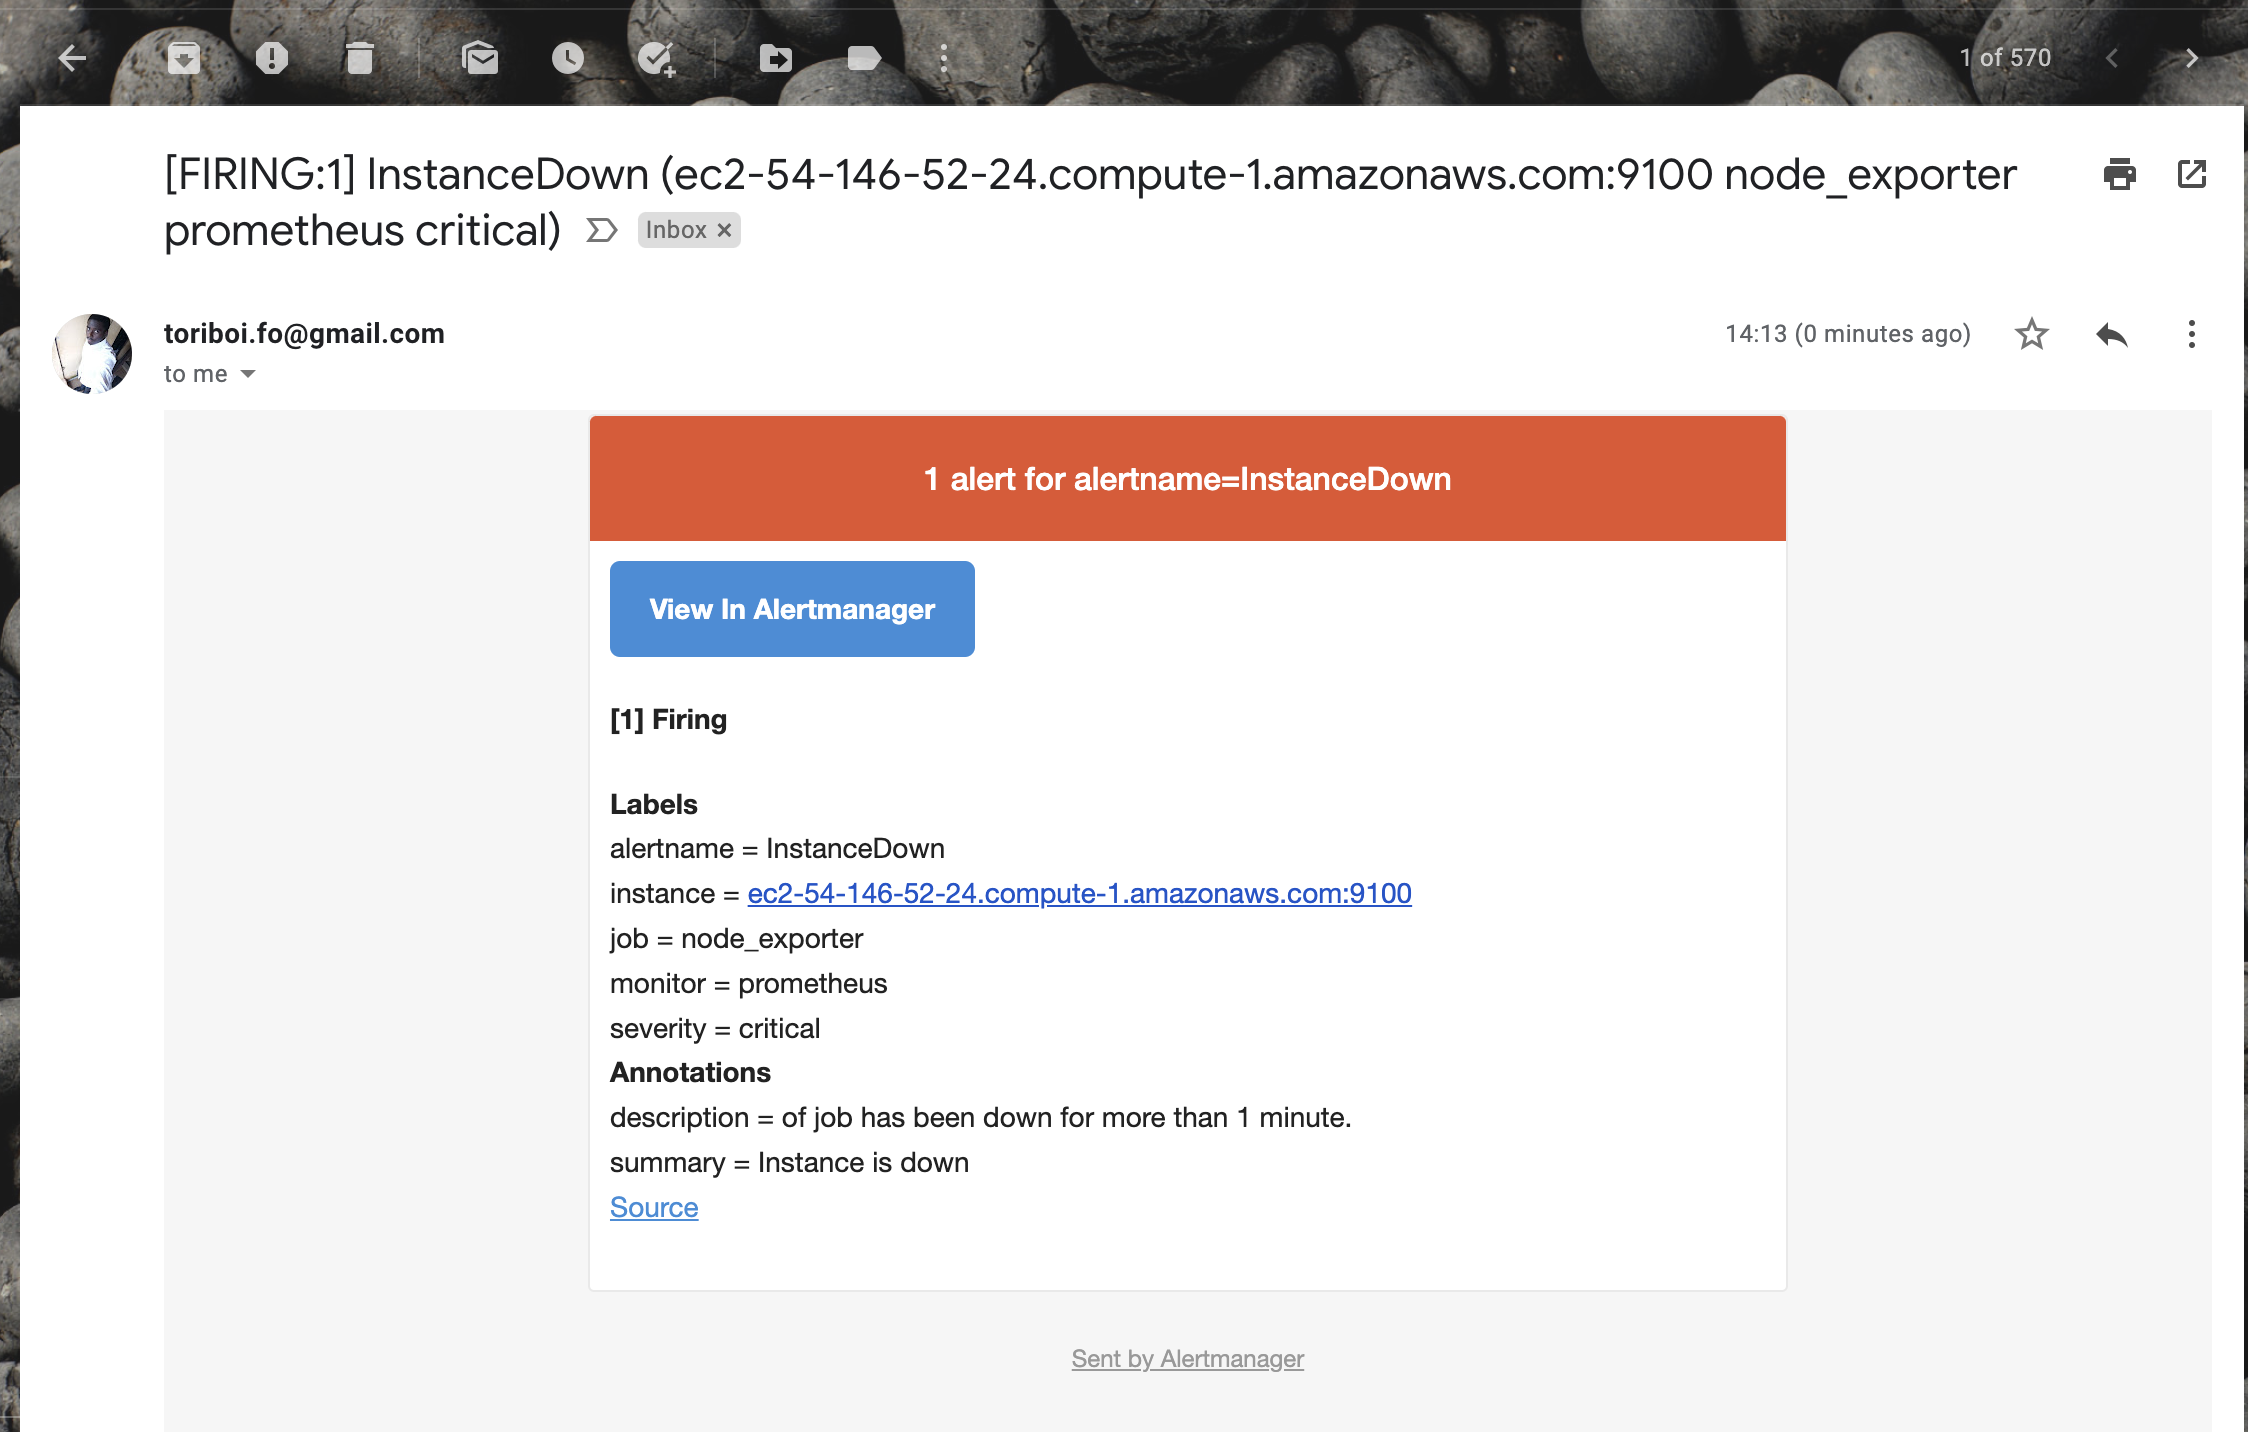 1 of 570
[FIRING:1] InstanceDown (ec2-54-146-52-24.compute-1.amazonaws.com:9100 node_exporter
prometheus critical) Inbox ×
toriboi.fo@gmail.com
14:13 (0 minutes ago)
to me
1 alert for alertname=InstanceDown
View In Alertmanager
[1] Firing
Labels
alertname = InstanceDown
instance = ec2-54-146-52-24.compute-1.amazonaws.com:9100
job = node_exporter
monitor = prometheus
severity = critical
Annotations
description = of job has been down for more than 1 minute.
summary = Instance is down
Source
Sent by Alertmanager